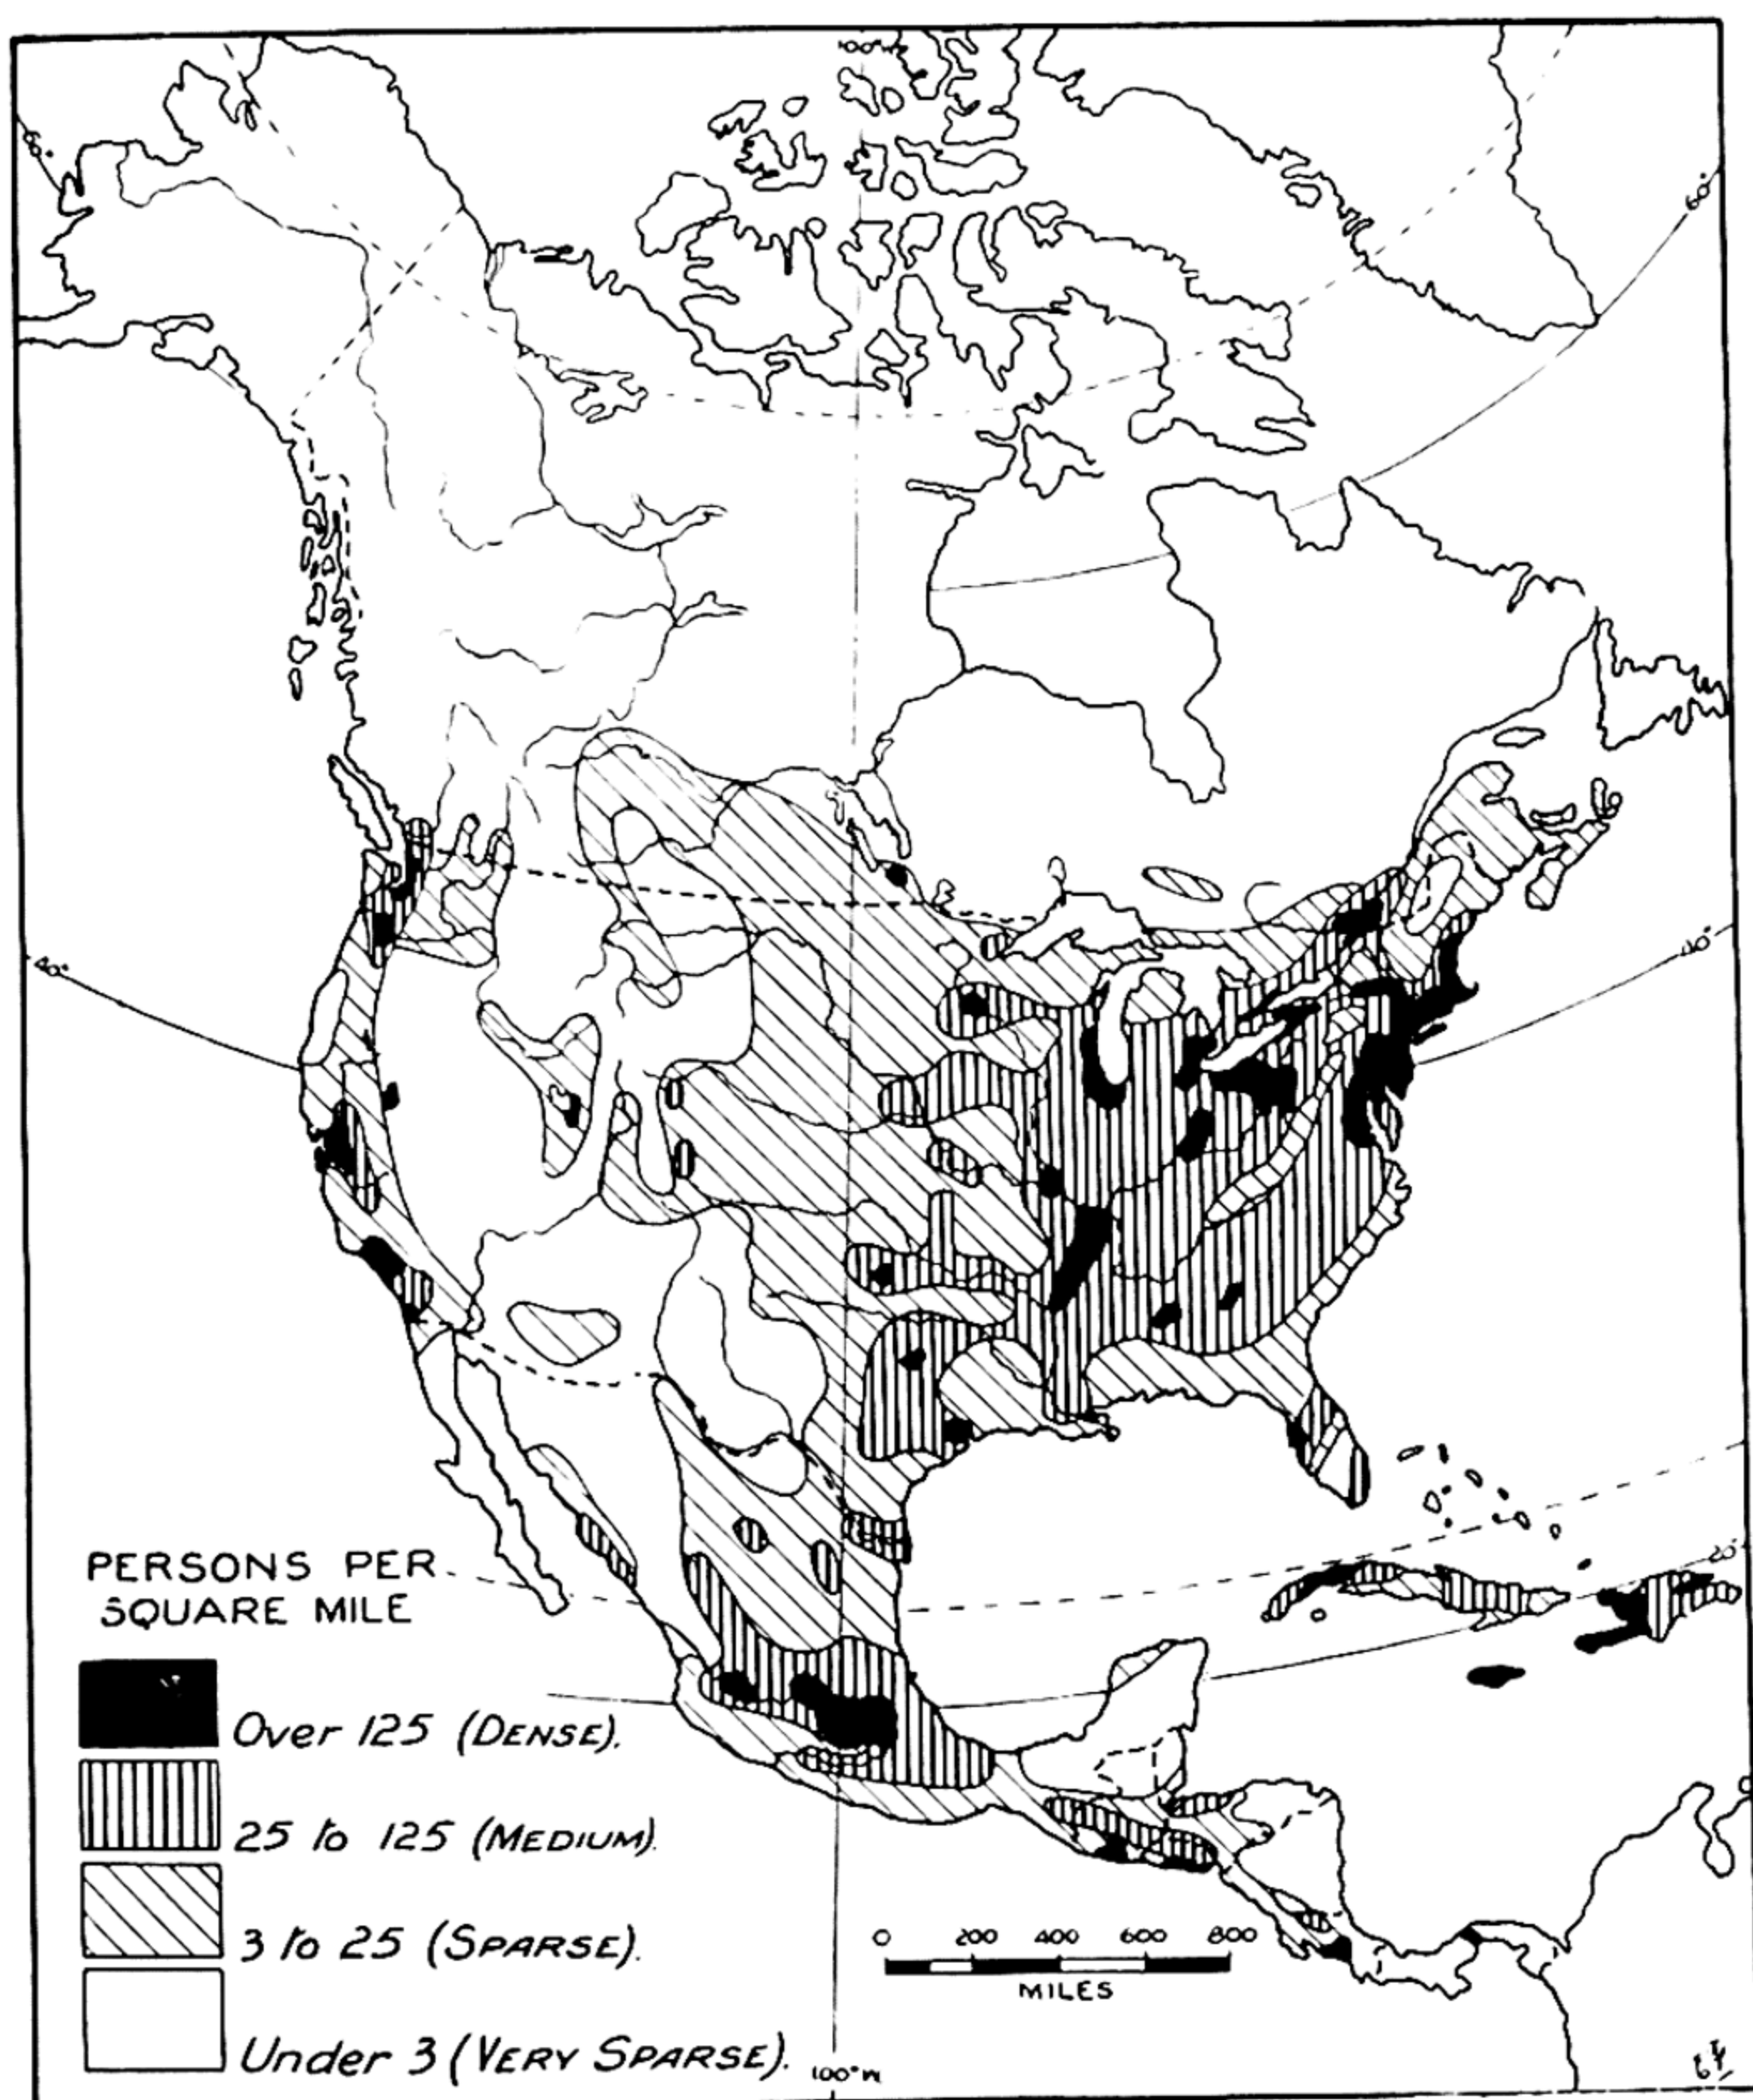 100°W
60°
60°
40°
40°
20°
PERSONS PER
SQUARE MILE
Over 125 (DENSE).
25 to 125 (MEDIUM).
3 to 25 (SPARSE).
Under 3 (VERY SPARSE).
0 200 400 600 800
MILES
100°W